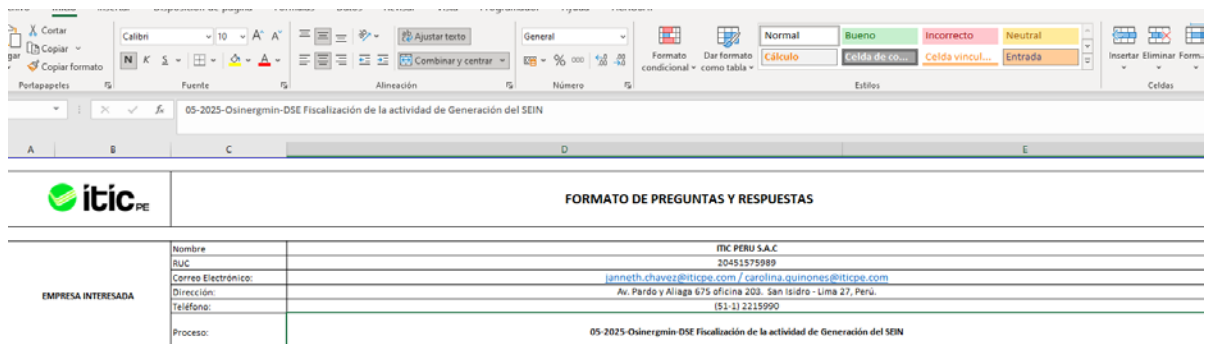 Inicio
Cortar
Copiar
Copiar formato
Portapapeles
Calibri
10
A A
N K S
A
Fuente
Ajustar texto
Combinar y centrar
Alineación
General
% 000
Número
Formato condicional
Dar formato como tabla
Normal Bueno Incorrecto Neutral
Cálculo Celda de co... Celda vincul... Entrada
Estilos
Insertar Eliminar Form...
Celdas
fx 05-2025-Osinergmin-DSE Fiscalización de la actividad de Generación del SEIN
A B C D E
itic PE
FORMATO DE PREGUNTAS Y RESPUESTAS
EMPRESA INTERESADA
Nombre ITIC PERU S.A.C
RUC 20451575989
Correo Electrónico: janneth.chavez@iticpe.com / carolina.quinones@iticpe.com
Dirección: Av. Pardo y Aliaga 675 oficina 203. San Isidro - Lima 27, Perú.
Teléfono: (51-1) 2215990
Proceso: 05-2025-Osinergmin-DSE Fiscalización de la actividad de Generación del SEIN